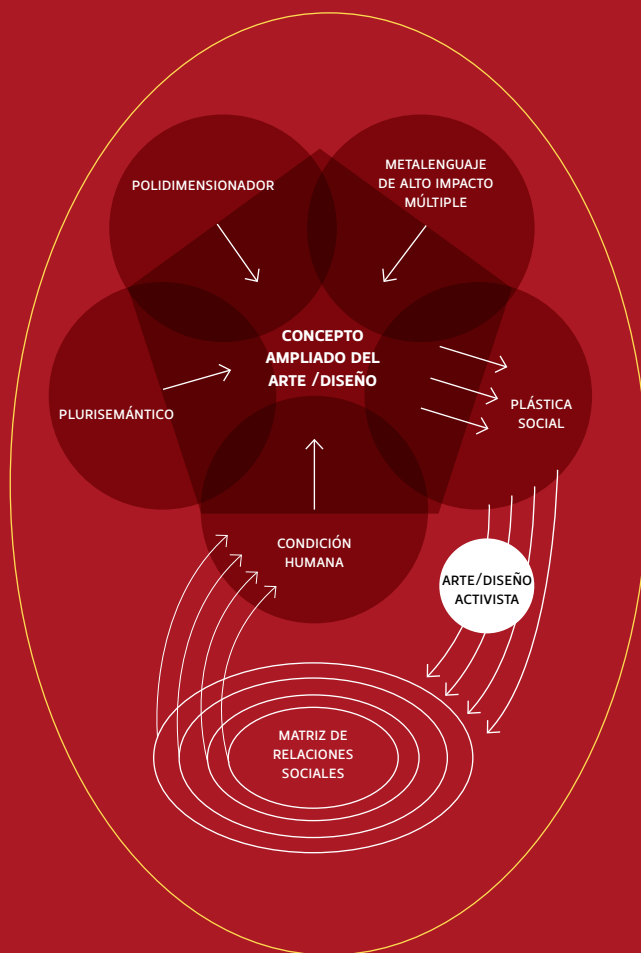 POLIDIMENSIONADOR
METALENGUAJE
DE ALTO IMPACTO
MÚLTIPLE
CONCEPTO
AMPLIADO DEL
ARTE /DISEÑO
PLURISEMÁNTICO
PLÁSTICA
SOCIAL
CONDICIÓN
HUMANA
ARTE/DISEÑO
ACTIVISTA
MATRIZ DE
RELACIONES
SOCIALES